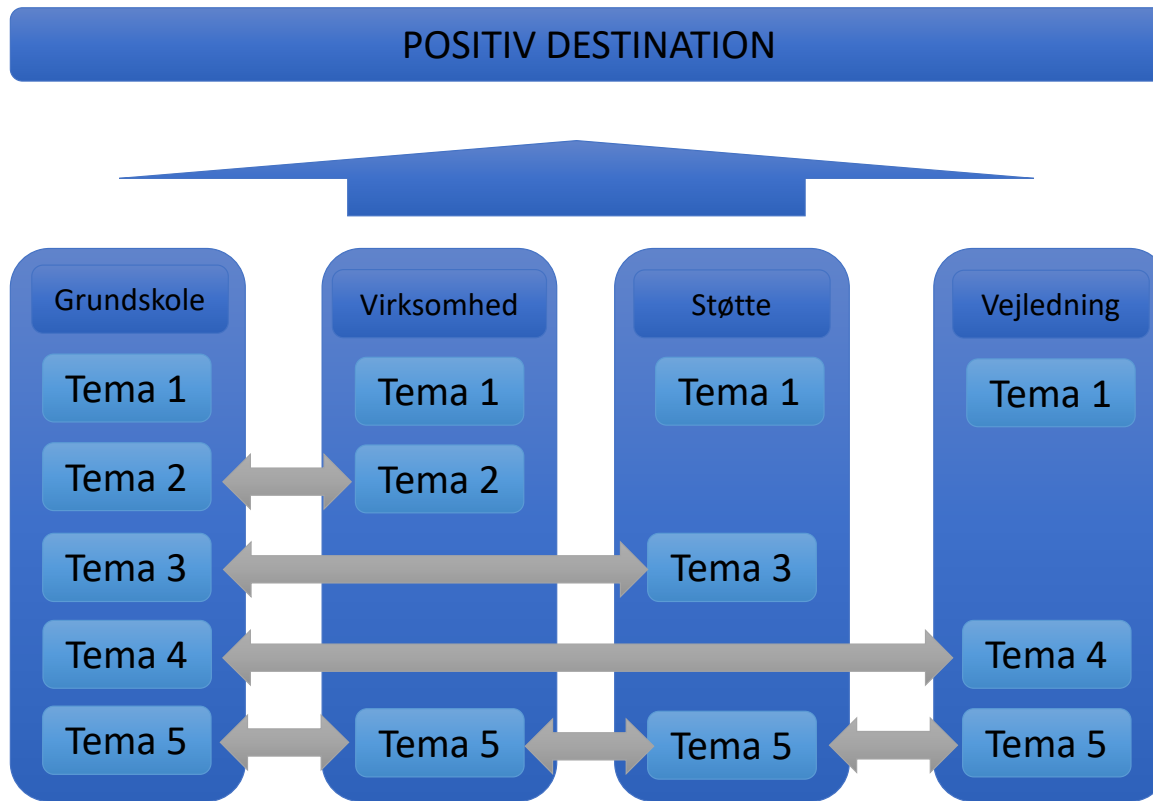 POSITIV DESTINATION
Grundskole
Tema 1
Tema 2
Tema 3
Tema 4
Tema 5
Virksomhed
Tema 1
Tema 2
Tema 5
Støtte
Tema 1
Tema 3
Tema 5
Vejledning
Tema 1
Tema 4
Tema 5